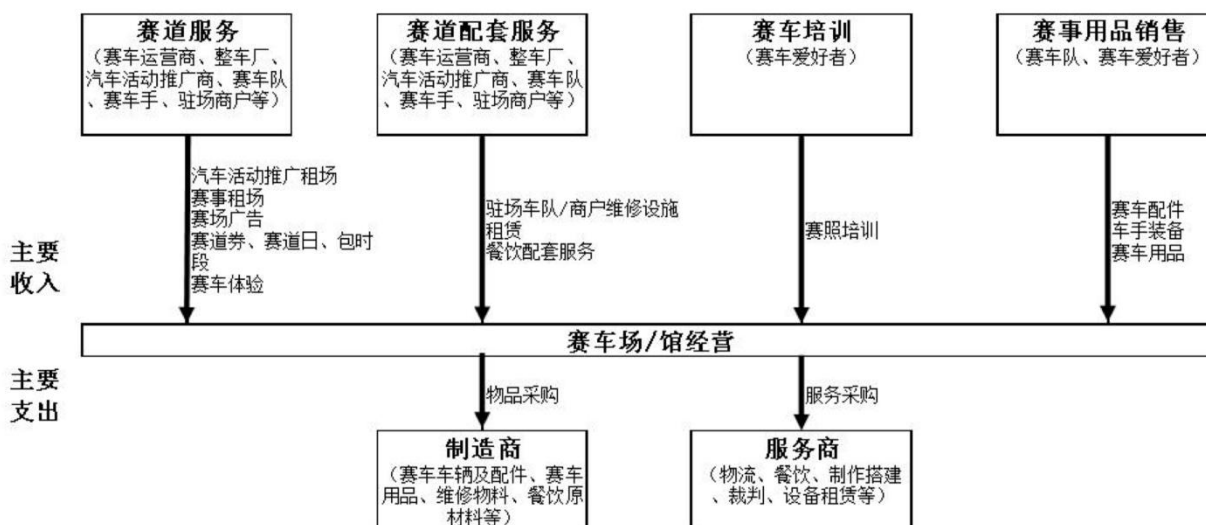 赛道服务
（赛车运营商、整车厂、
汽车活动推广商、赛车队
、赛车手、驻场商户等）
赛道配套服务
（赛车运营商、整车厂、
汽车活动推广商、赛车队
、赛车手、驻场商户等）
赛车培训
（赛车爱好者）
赛事用品销售
（赛车队、赛车爱好者）
主要
收入
汽车活动推广租场
赛事租场
赛场广告
赛道券、赛道日、包时
段
赛车体验
驻场车队/商户维修设施
租赁
餐饮配套服务
赛照培训
赛车配件
车手装备
赛车用品
赛车场/馆经营
主要
支出
物品采购
服务采购
制造商
（赛车车辆及配件、赛车
用品、维修物料、餐饮原
材料等）
服务商
（物流、餐饮、制作搭建
、裁判、设备租赁等）